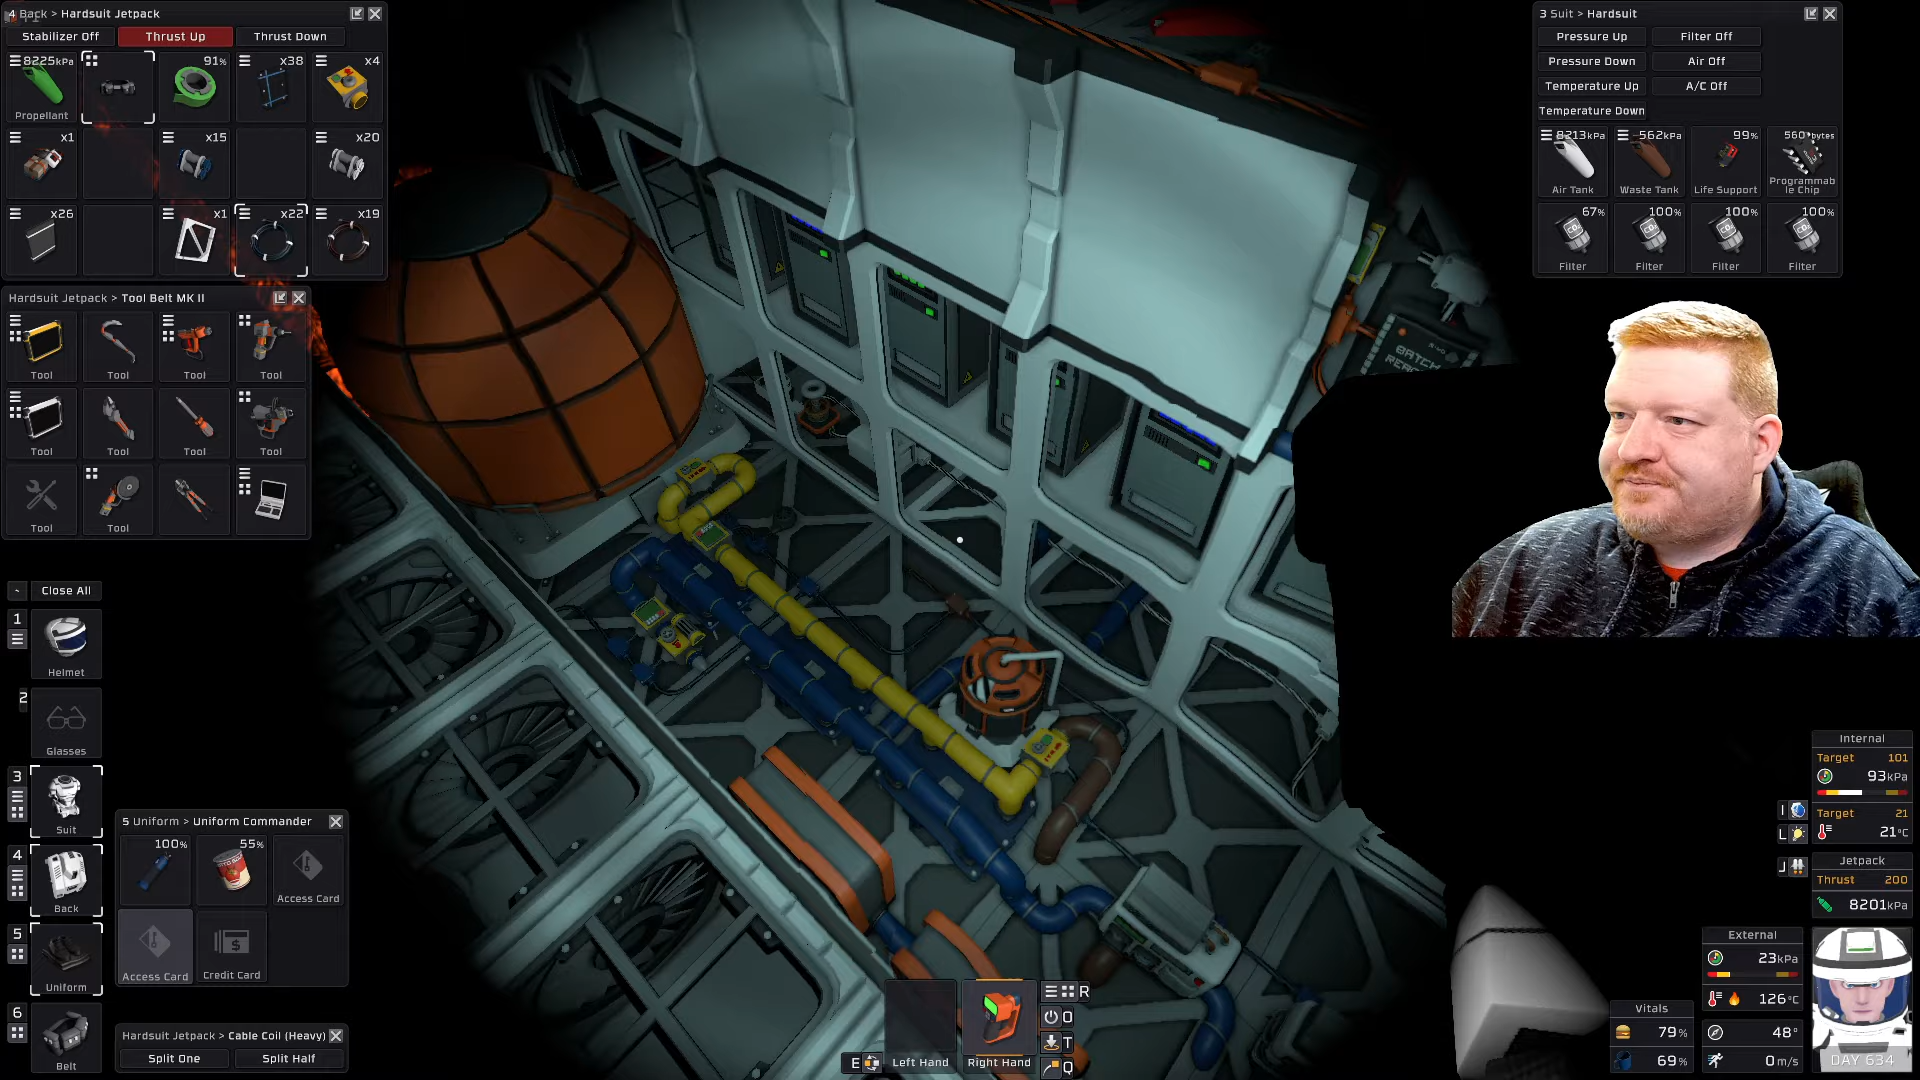 4 Back > Hardsuit Jetpack
Stabilizer Off Thrust Up Thrust Down
8225kPa 91% x38 x4
Propellant
x1 x15 x20
x26 x1 x22 x19
Hardsuit Jetpack > Tool Belt MK II
Tool Tool Tool Tool
Tool Tool Tool Tool
Tool Tool
~ Close All
1
Helmet
2
Glasses
3
Suit
4
Back
5
Uniform
6
Belt
5 Uniform > Uniform Commander
100% 55%
Access Card
Access Card Credit Card
Hardsuit Jetpack > Cable Coil (Heavy)
Split One Split Half
3 Suit > Hardsuit
Pressure Up Filter Off
Pressure Down Air Off
Temperature Up A/C Off
Temperature Down
8213kPa -562kPa 99% 560 bytes
Air Tank Waste Tank Life Support Programmab
le Chip
67% 100% 100% 100%
Filter Filter Filter Filter
BATCH
Internal
Target 101
93kPa
Target 21
21°C
I
L
J
Jetpack
Thrust 200
8201kPa
External
23kPa
126°C
Vitals
79% 48°
69% 0m/s
DAY 634
R
O
T
Q
E Left Hand Right Hand